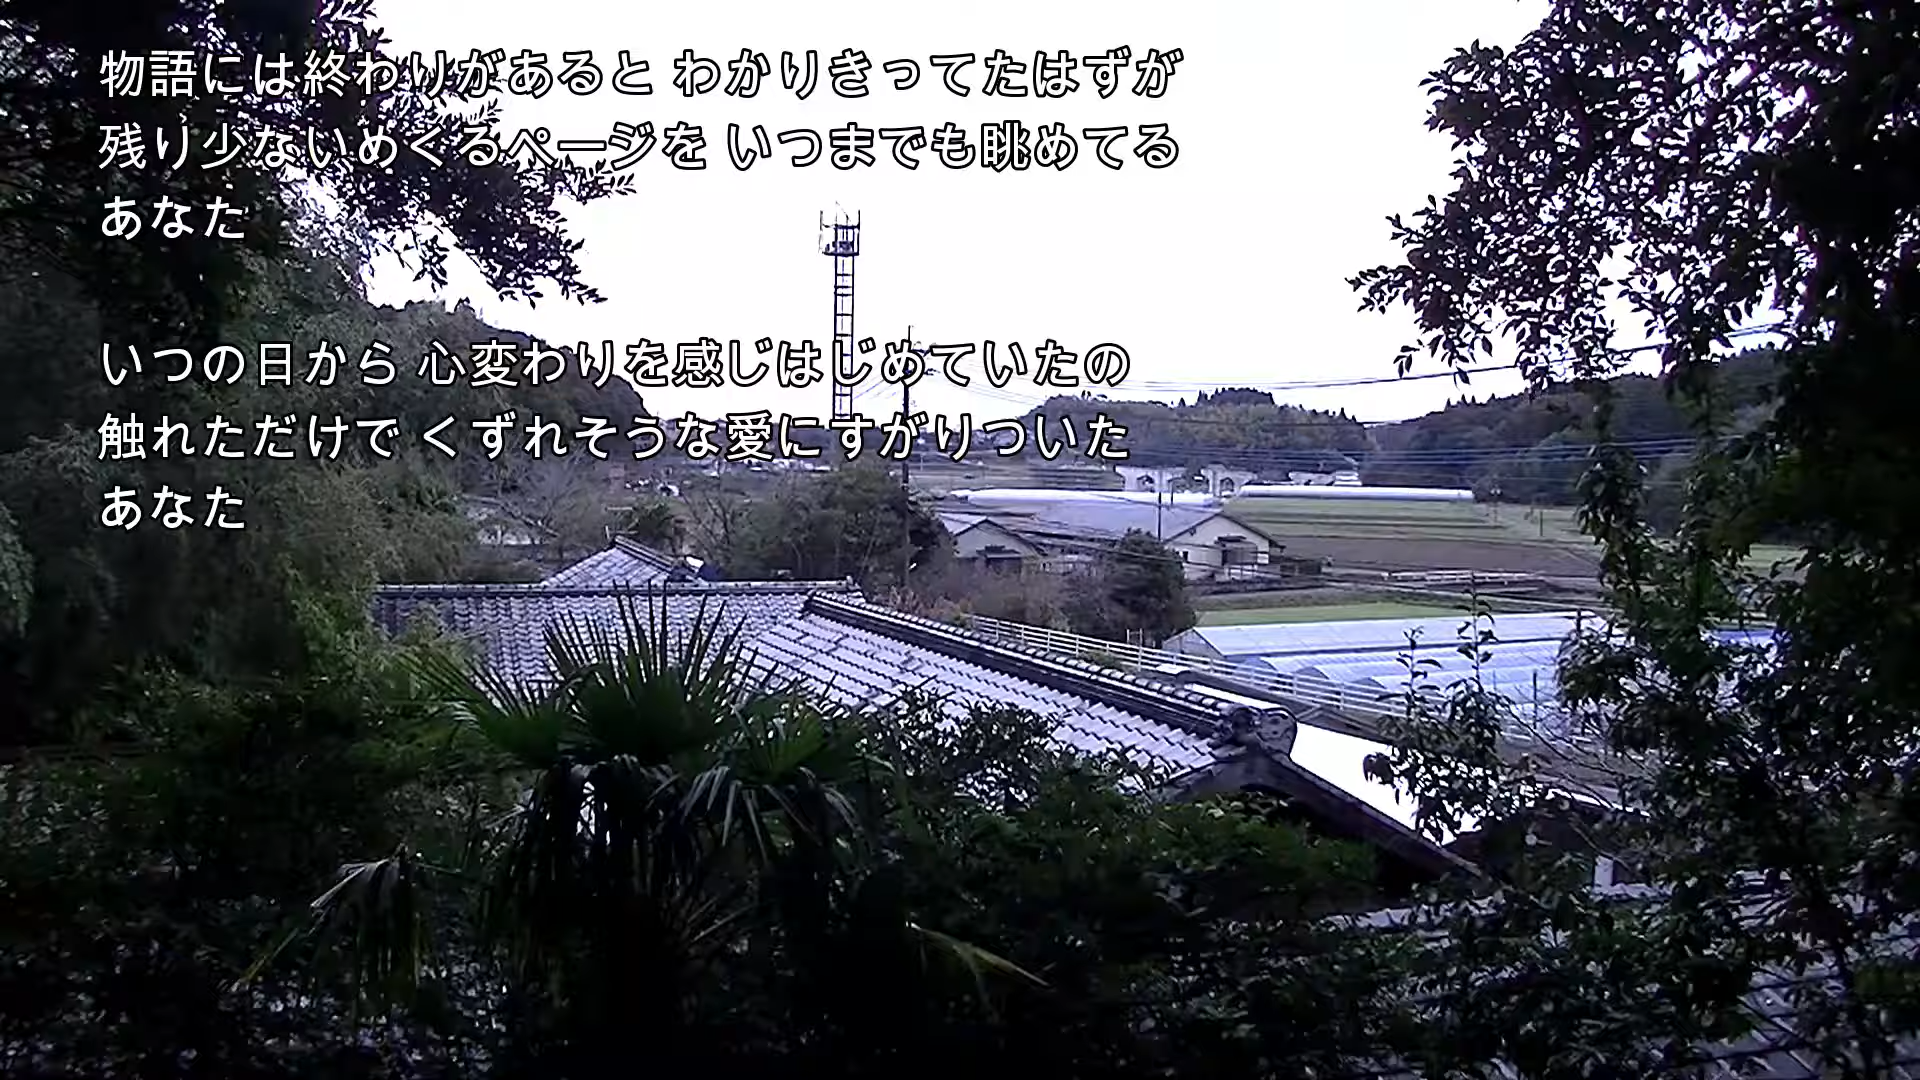 物語には終わりがあると わかりきってたはずが
残り少ないめくるページを いつまでも眺めてる
あなた
いつの日から 心変わりを感じはじめていたの
触れただけで くずれそうな愛にすがりついた
あなた